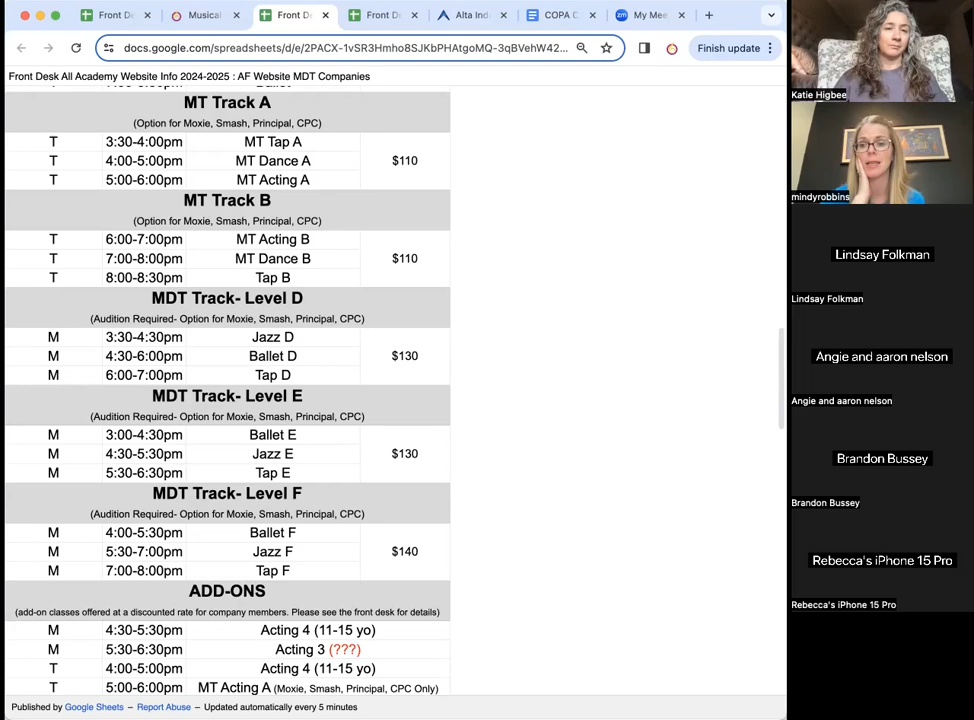 Front D
Musical
Front D
Front D
Alta Ind
COPA C
My Mee
docs.google.com/spreadsheets/d/e/2PACX-1vSR3Hmho8SJKbPHAtgoMQ-3qBVehW42...
Finish update
Front Desk All Academy Website Info 2024-2025 : AF Website MDT Companies
MT Track A
(Option for Moxie, Smash, Principal, CPC)
T 3:30-4:00pm MT Tap A
T 4:00-5:00pm MT Dance A $110
T 5:00-6:00pm MT Acting A
MT Track B
(Option for Moxie, Smash, Principal, CPC)
T 6:00-7:00pm MT Acting B
T 7:00-8:00pm MT Dance B $110
T 8:00-8:30pm Tap B
MDT Track- Level D
(Audition Required- Option for Moxie, Smash, Principal, CPC)
M 3:30-4:30pm Jazz D
M 4:30-6:00pm Ballet D $130
M 6:00-7:00pm Tap D
MDT Track- Level E
(Audition Required- Option for Moxie, Smash, Principal, CPC)
M 3:00-4:30pm Ballet E
M 4:30-5:30pm Jazz E $130
M 5:30-6:30pm Tap E
MDT Track- Level F
(Audition Required- Option for Moxie, Smash, Principal, CPC)
M 4:00-5:30pm Ballet F
M 5:30-7:00pm Jazz F $140
M 7:00-8:00pm Tap F
ADD-ONS
(add-on classes offered at a discounted rate for company members. Please see the front desk for details)
M 4:30-5:30pm Acting 4 (11-15 yo)
M 5:30-6:30pm Acting 3 (???)
T 4:00-5:00pm Acting 4 (11-15 yo)
T 5:00-6:00pm MT Acting A (Moxie, Smash, Principal, CPC Only)
Published by Google Sheets – Report Abuse – Updated automatically every 5 minutes
Katie Higbee
mindyrobbins
Lindsay Folkman
Lindsay Folkman
Angie and aaron nelson
Angie and aaron nelson
Brandon Bussey
Brandon Bussey
Rebecca's iPhone 15 Pro
Rebecca's iPhone 15 Pro